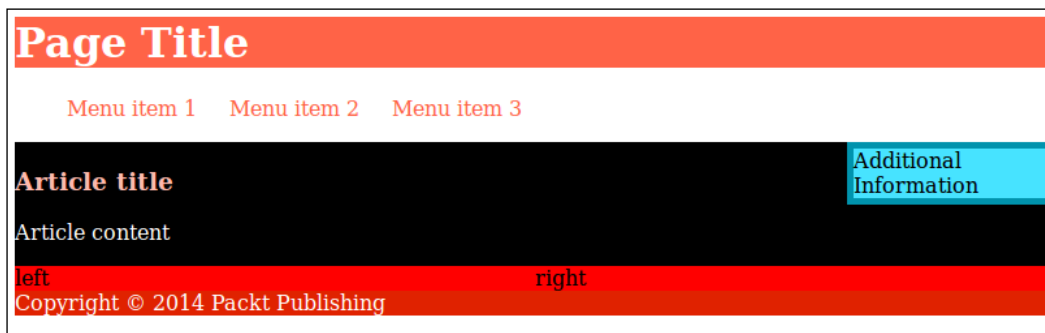 Page Title
Menu item 1 Menu item 2 Menu item 3
Article title
Article content
Additional
Information
left right
Copyright © 2014 Packt Publishing